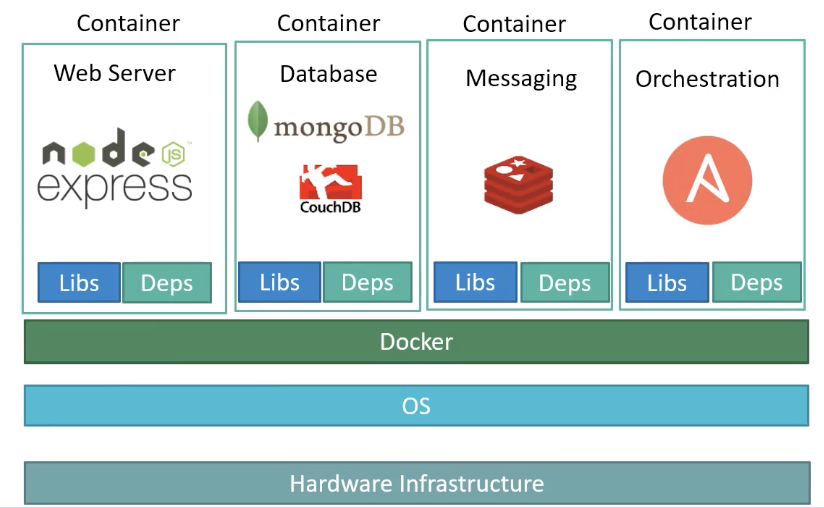 Container
Container
Container
Container
Web Server
Database
Messaging
Orchestration
node
JS
express
mongoDB
CouchDB
A
Libs
Deps
Libs
Deps
Libs
Deps
Libs
Deps
Docker
OS
Hardware Infrastructure